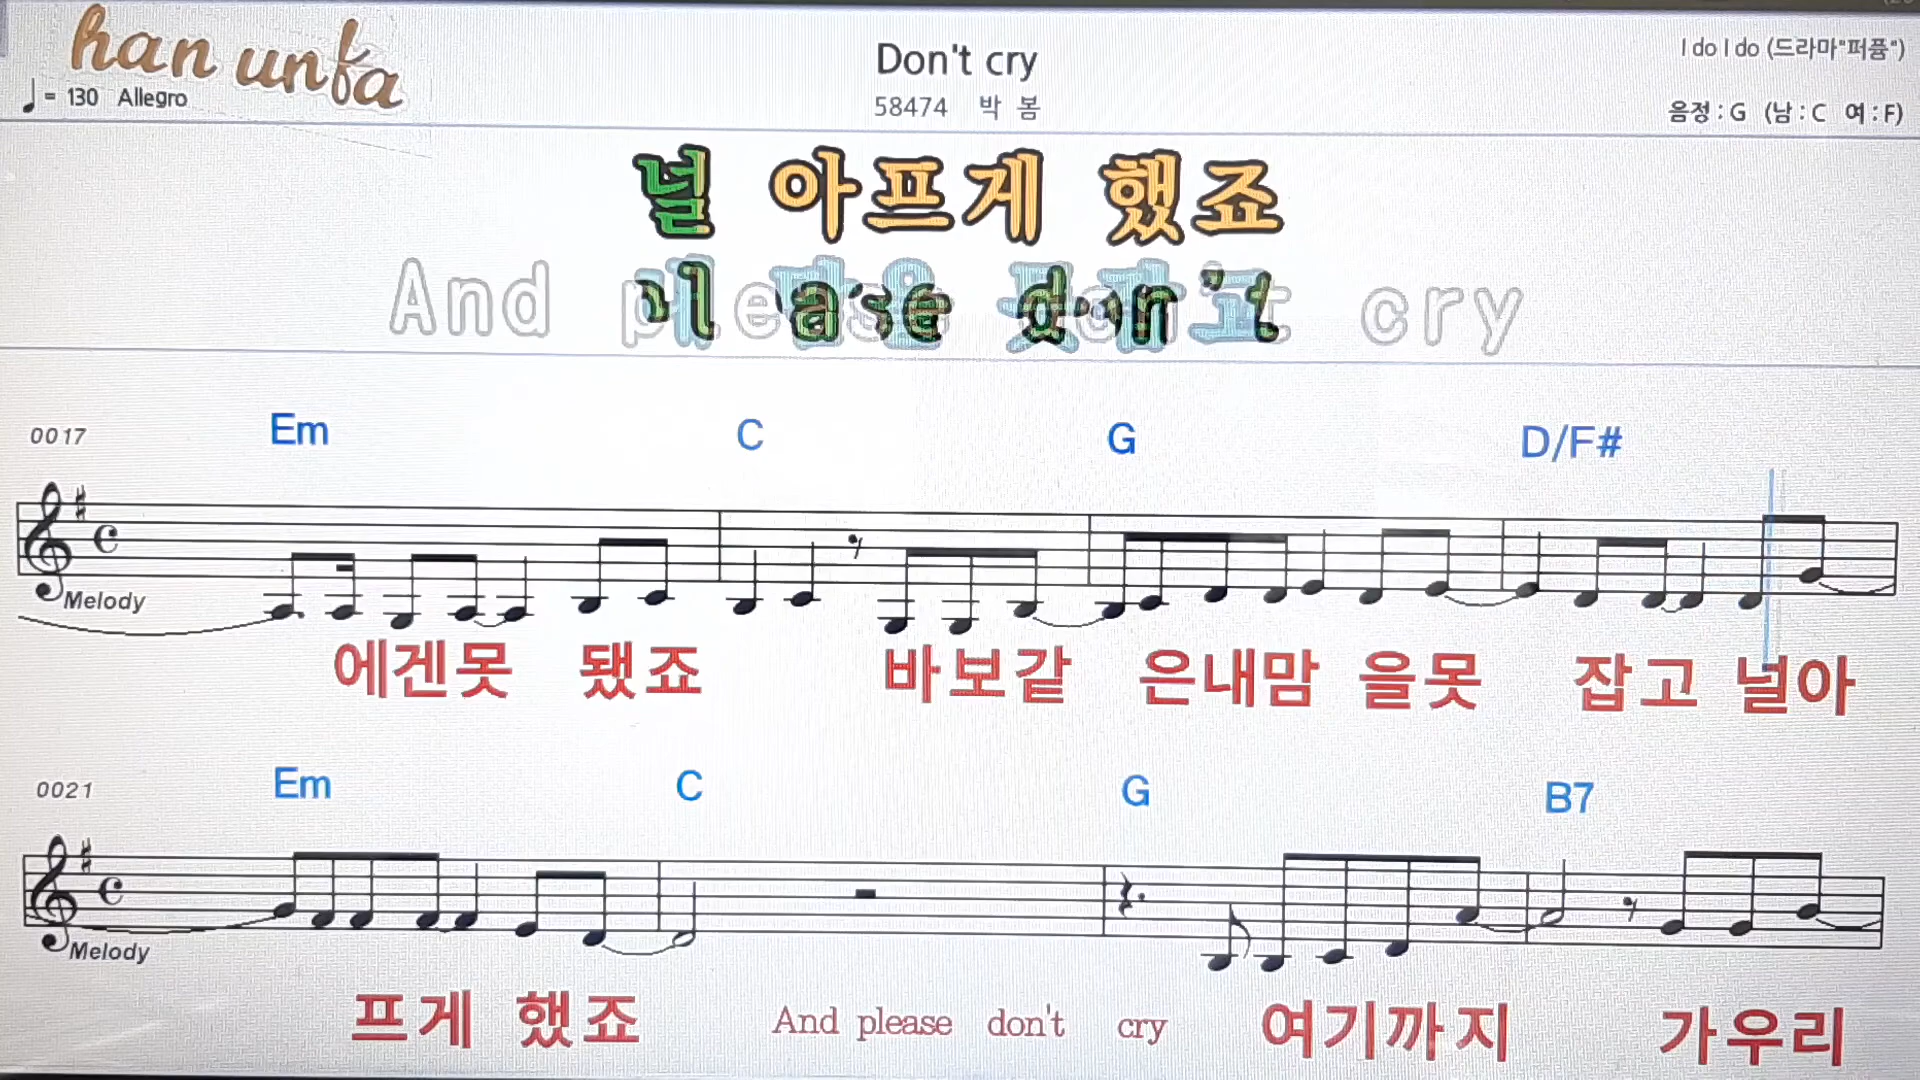 han unfa
Don't cry
I do I do (드라마"퍼퓸")
♩= 130 Allegro
58474 박 봄
음정 : G (남 : C 여 : F)
널 아프게 했죠
And please don't cry
Em C G D/F#
0017
Melody
에겐못 됐죠 바보같 은내맘 을못 잡고 널아
Em C G B7
0021
Melody
프게 했죠 And please don't cry 여기까지 가우리